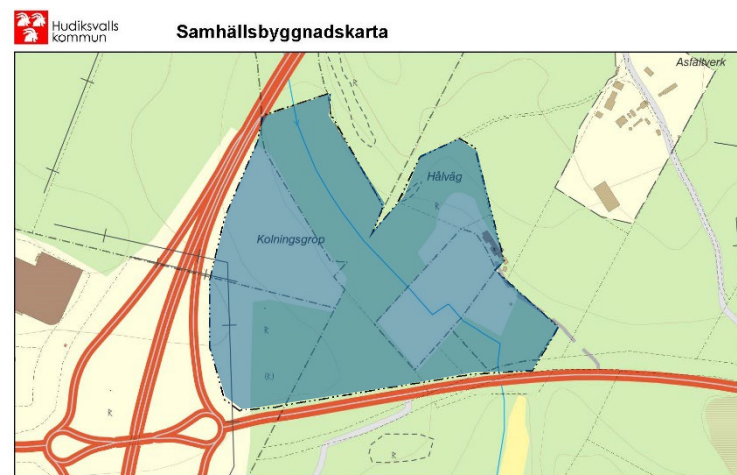 Hudiksvalls
kommun
Samhällsbyggnadskarta
Asfaltverk
Hålväg
Kolningsgrop
R
R
R
R
R